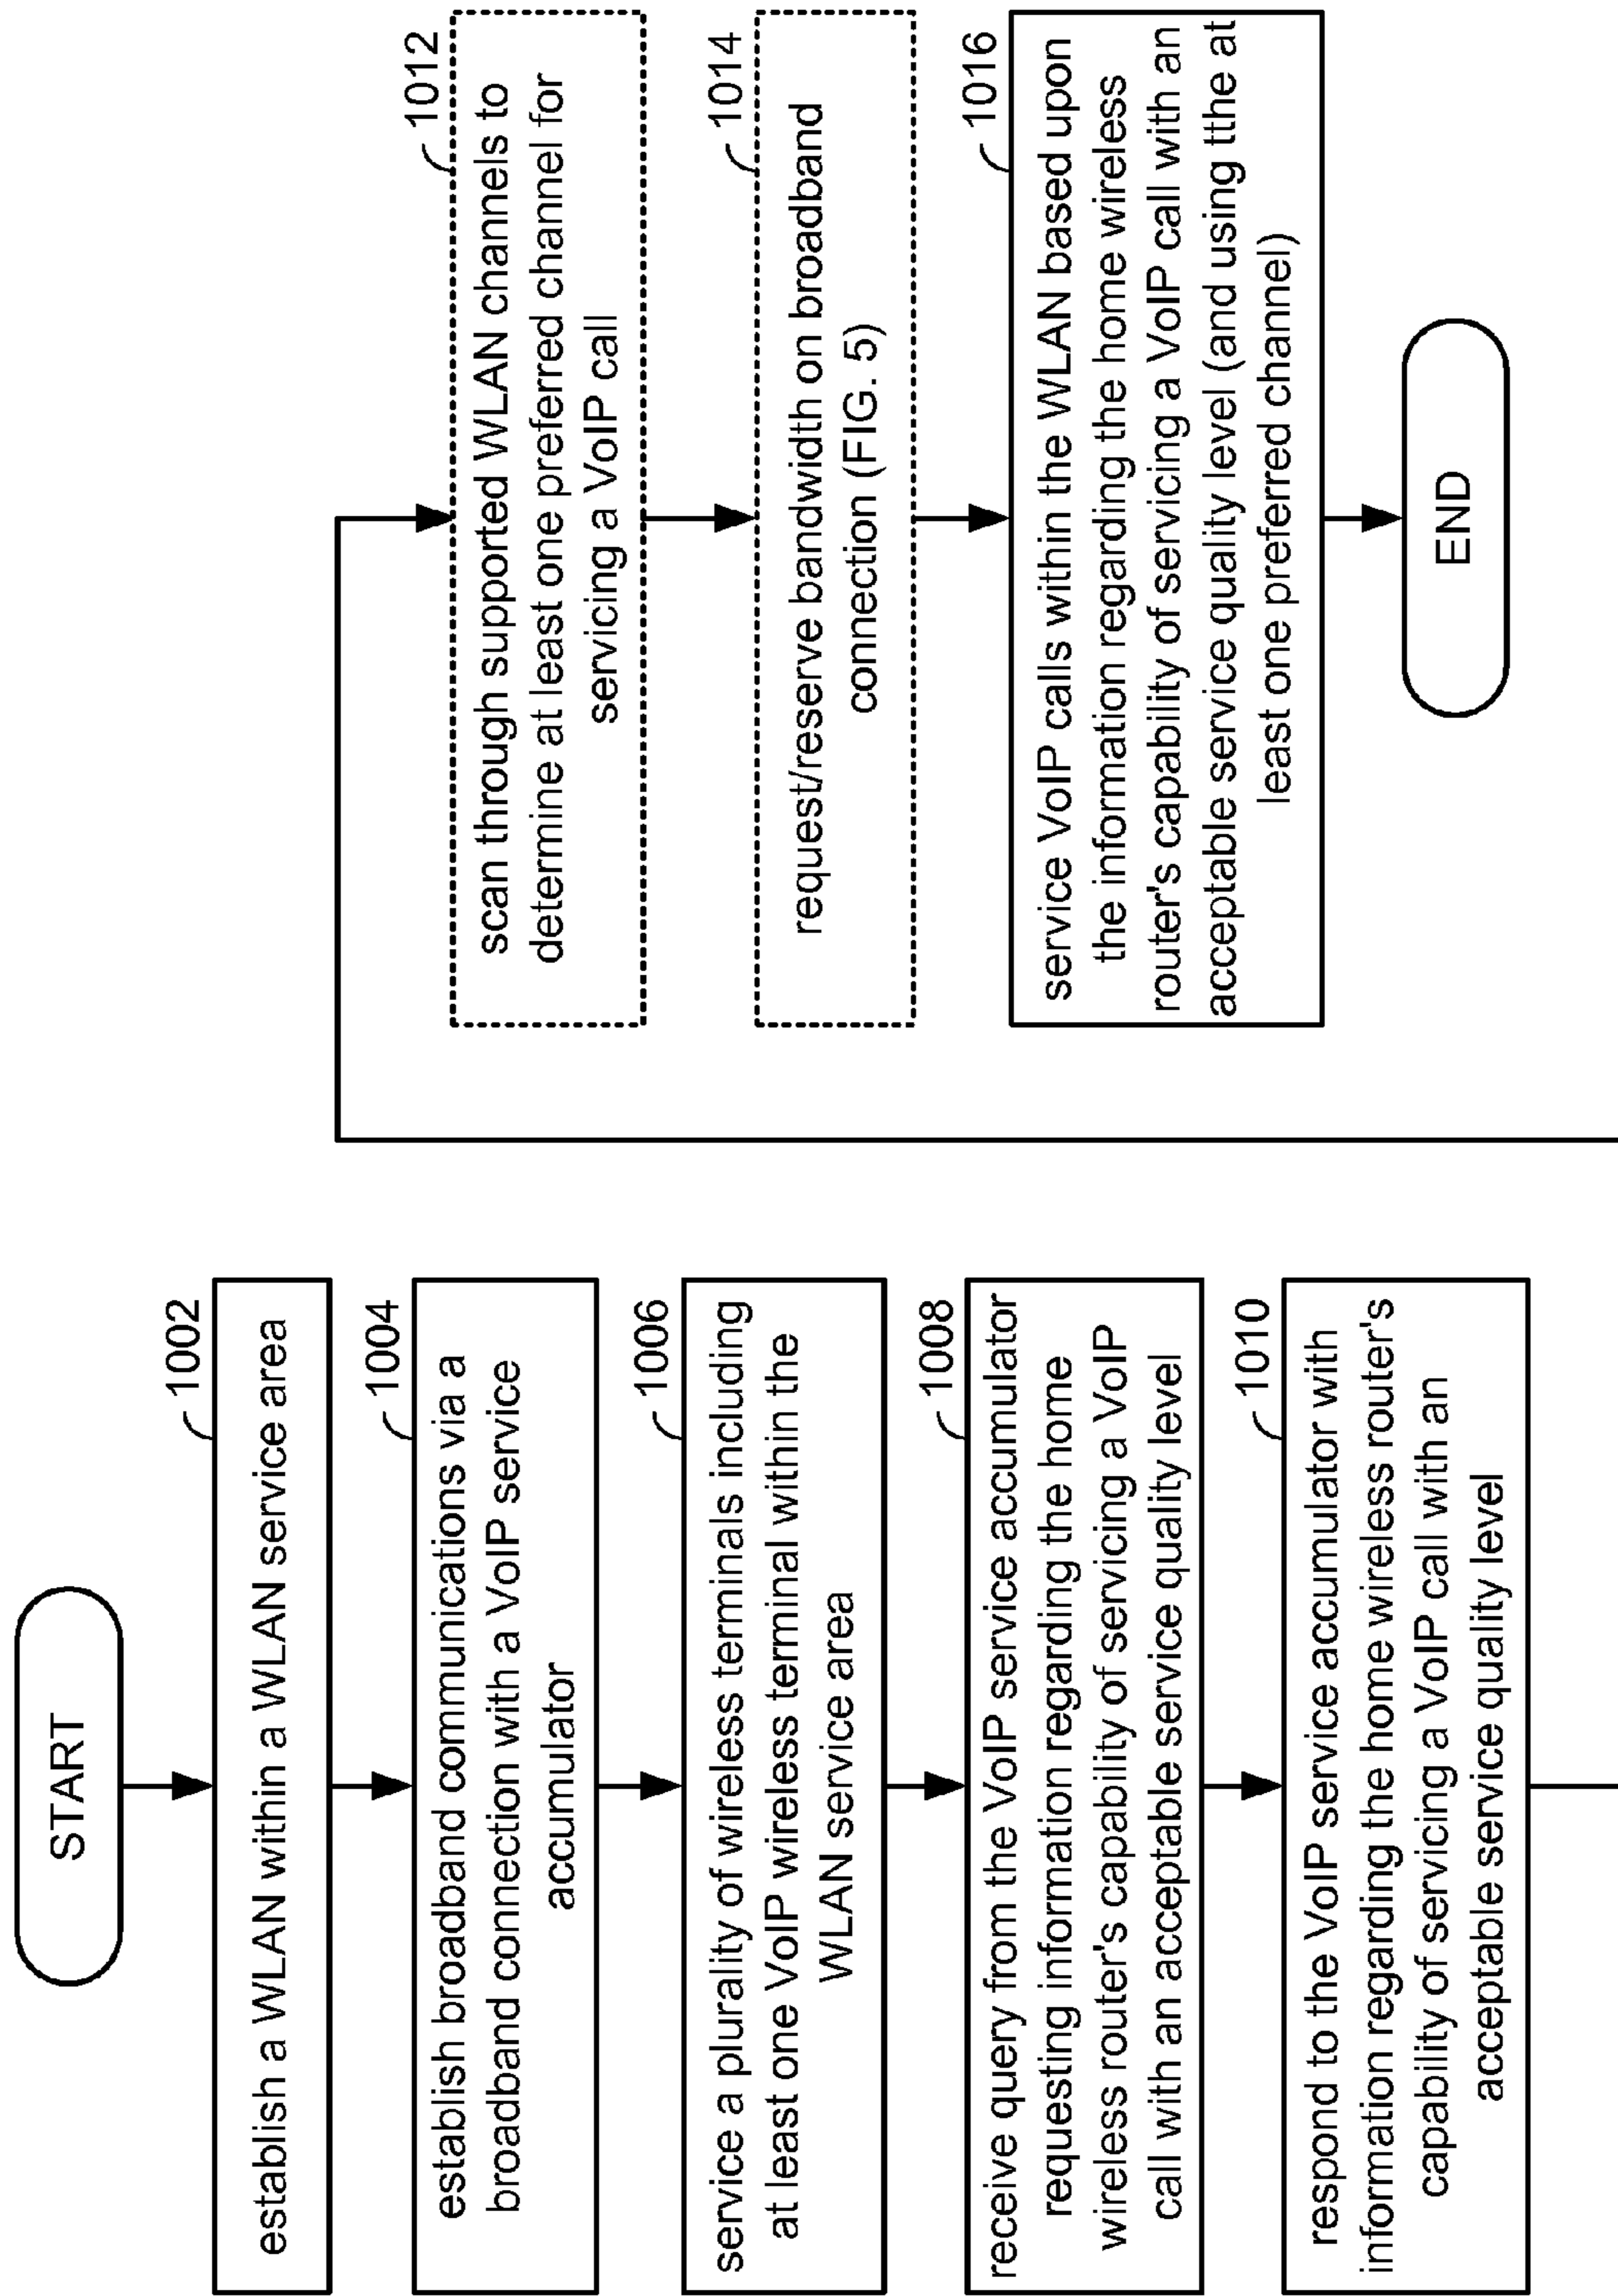 START
1002
establish a WLAN within a WLAN service area
1004
establish broadband communications via a
broadband connection with a VoIP service
accumulator
1006
service a plurality of wireless terminals including
at least one VoIP wireless terminal within the
WLAN service area
1008
receive query from the VoIP service accumulator
requesting information regarding the home
wireless router's capability of servicing a VoIP
call with an acceptable service quality level
1010
respond to the VoIP service accumulator with
information regarding the home wireless router's
capability of servicing a VoIP call with an
acceptable service quality level
1012
scan through supported WLAN channels to
determine at least one preferred channel for
servicing a VoIP call
1014
request/reserve bandwidth on broadband
connection (FIG. 5)
1016
service VoIP calls within the WLAN based upon
the information regarding the home wireless
router's capability of servicing a VoIP call with an
acceptable service quality level (and using tthe at
least one preferred channel)
END